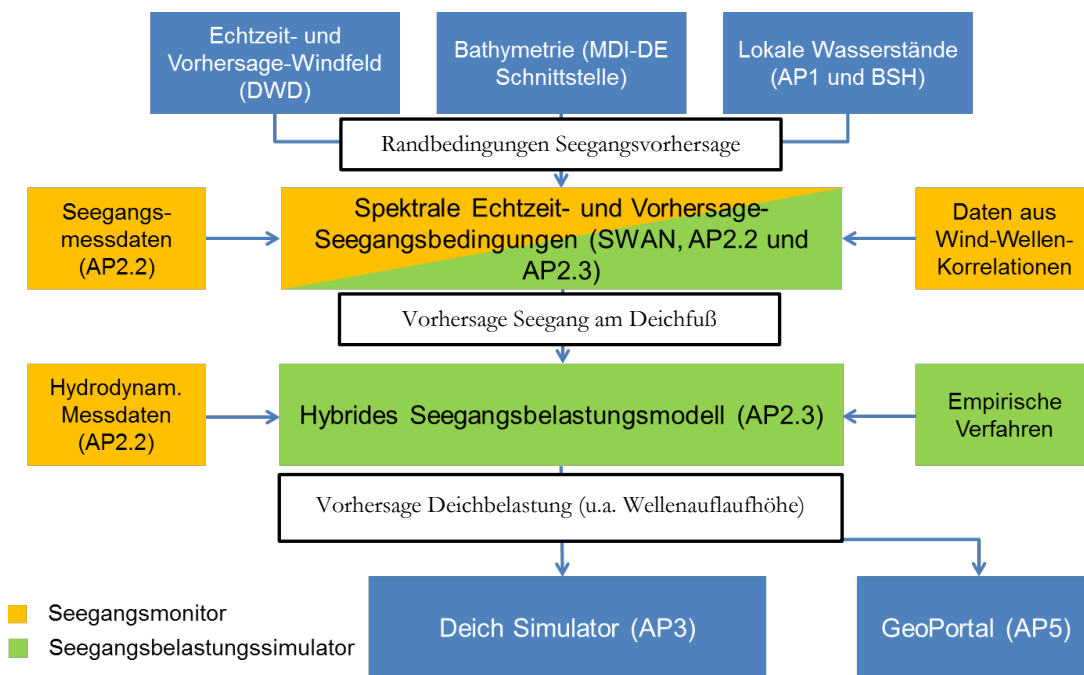 Echtzeit- und
Vorhersage-Windfeld
(DWD)
Bathymetrie (MDI-DE
Schnittstelle)
Lokale Wasserstände
(AP1 und BSH)
Randbedingungen Seegangsvorhersage
Seegangs-
messdaten
(AP2.2)
Spektrale Echtzeit- und Vorhersage-
Seegangsbedingungen (SWAN, AP2.2 und
AP2.3)
Daten aus
Wind-Wellen-
Korrelationen
Vorhersage Seegang am Deichfuß
Hydrodynam.
Messdaten
(AP2.2)
Hybrides Seegangsbelastungsmodell (AP2.3)
Empirische
Verfahren
Vorhersage Deichbelastung (u.a. Wellenauflaufhöhe)
Seegangsmonitor
Seegangsbelastungssimulator
Deich Simulator (AP3)
GeoPortal (AP5)